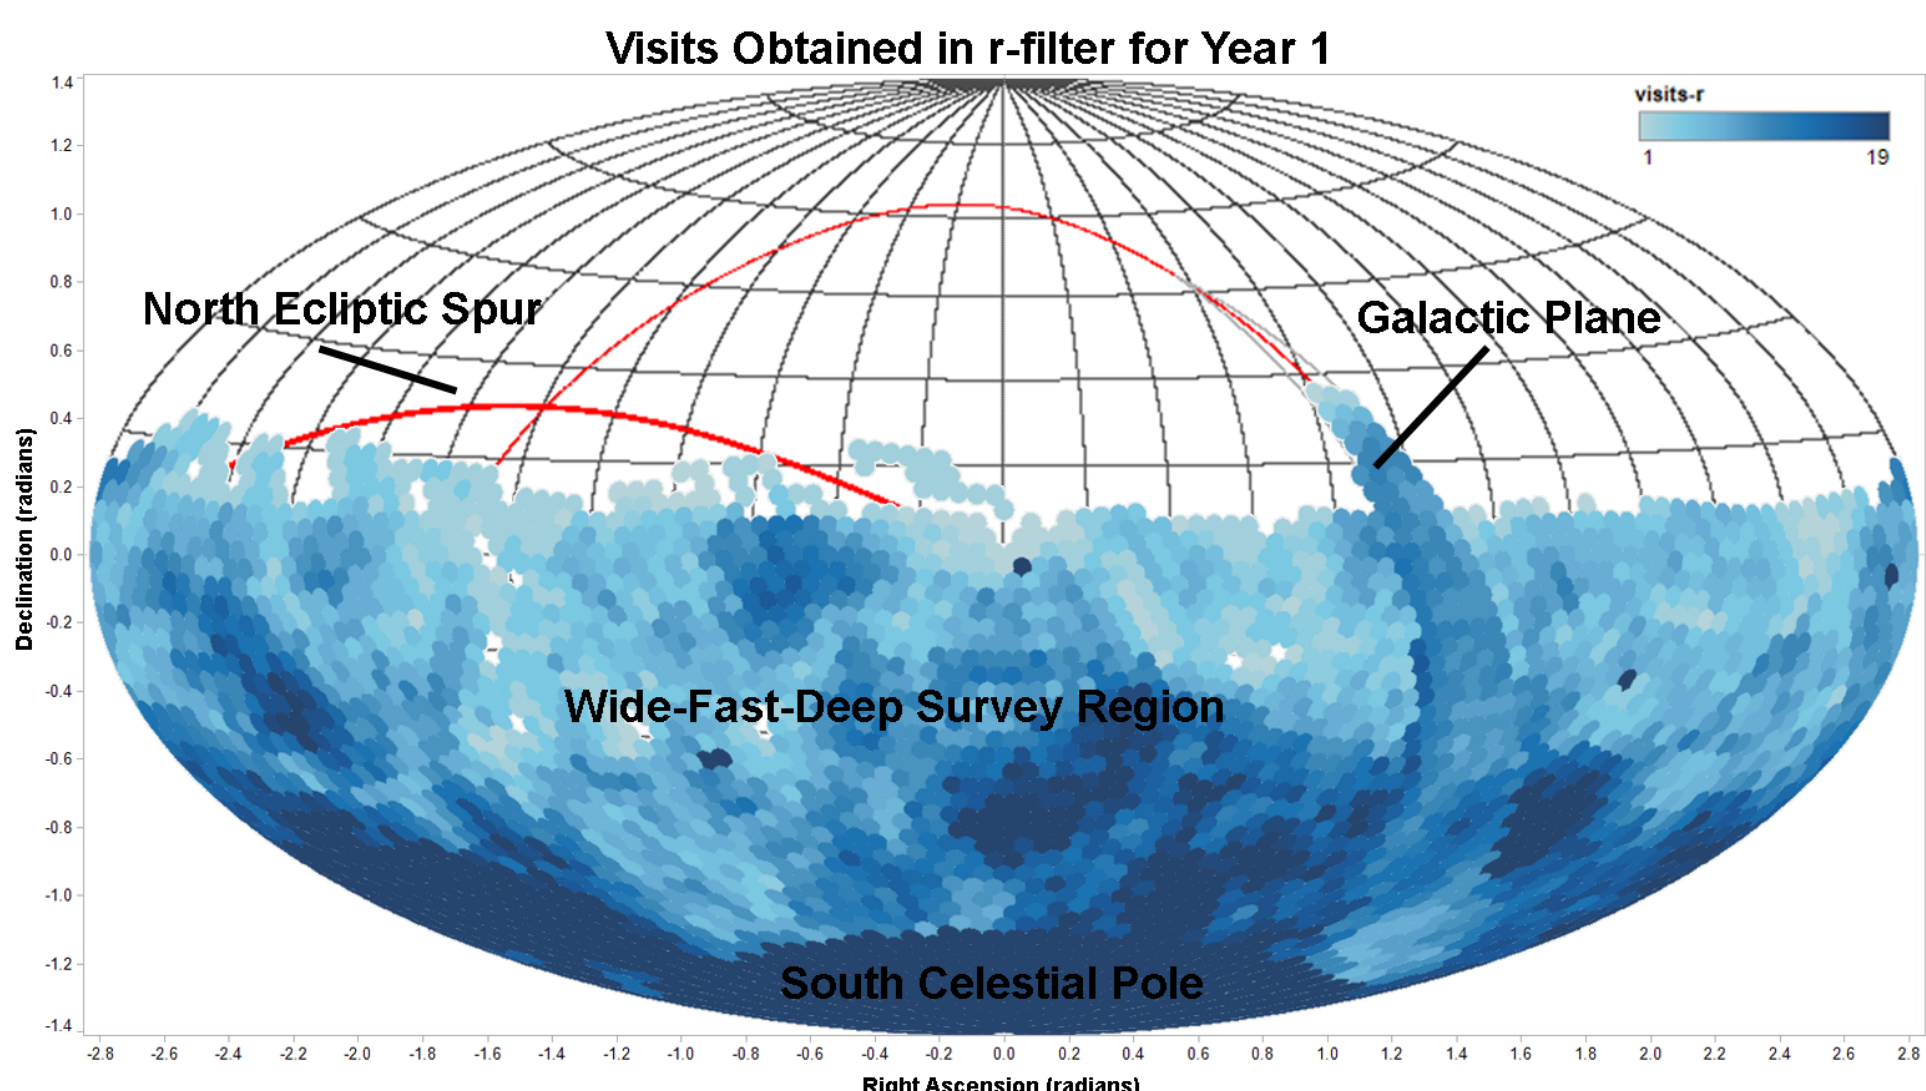 Visits Obtained in r-filter for Year 1
visits-r
1 19
North Ecliptic Spur
Galactic Plane
Wide-Fast-Deep Survey Region
South Celestial Pole
Declination (radians)
1.4
1.2
1.0
0.8
0.6
0.4
0.2
0.0
-0.2
-0.4
-0.6
-0.8
-1.0
-1.2
-1.4
-2.8 -2.6 -2.4 -2.2 -2.0 -1.8 -1.6 -1.4 -1.2 -1.0 -0.8 -0.6 -0.4 -0.2 0.0 0.2 0.4 0.6 0.8 1.0 1.2 1.4 1.6 1.8 2.0 2.2 2.4 2.6 2.8
Right Ascension (radians)